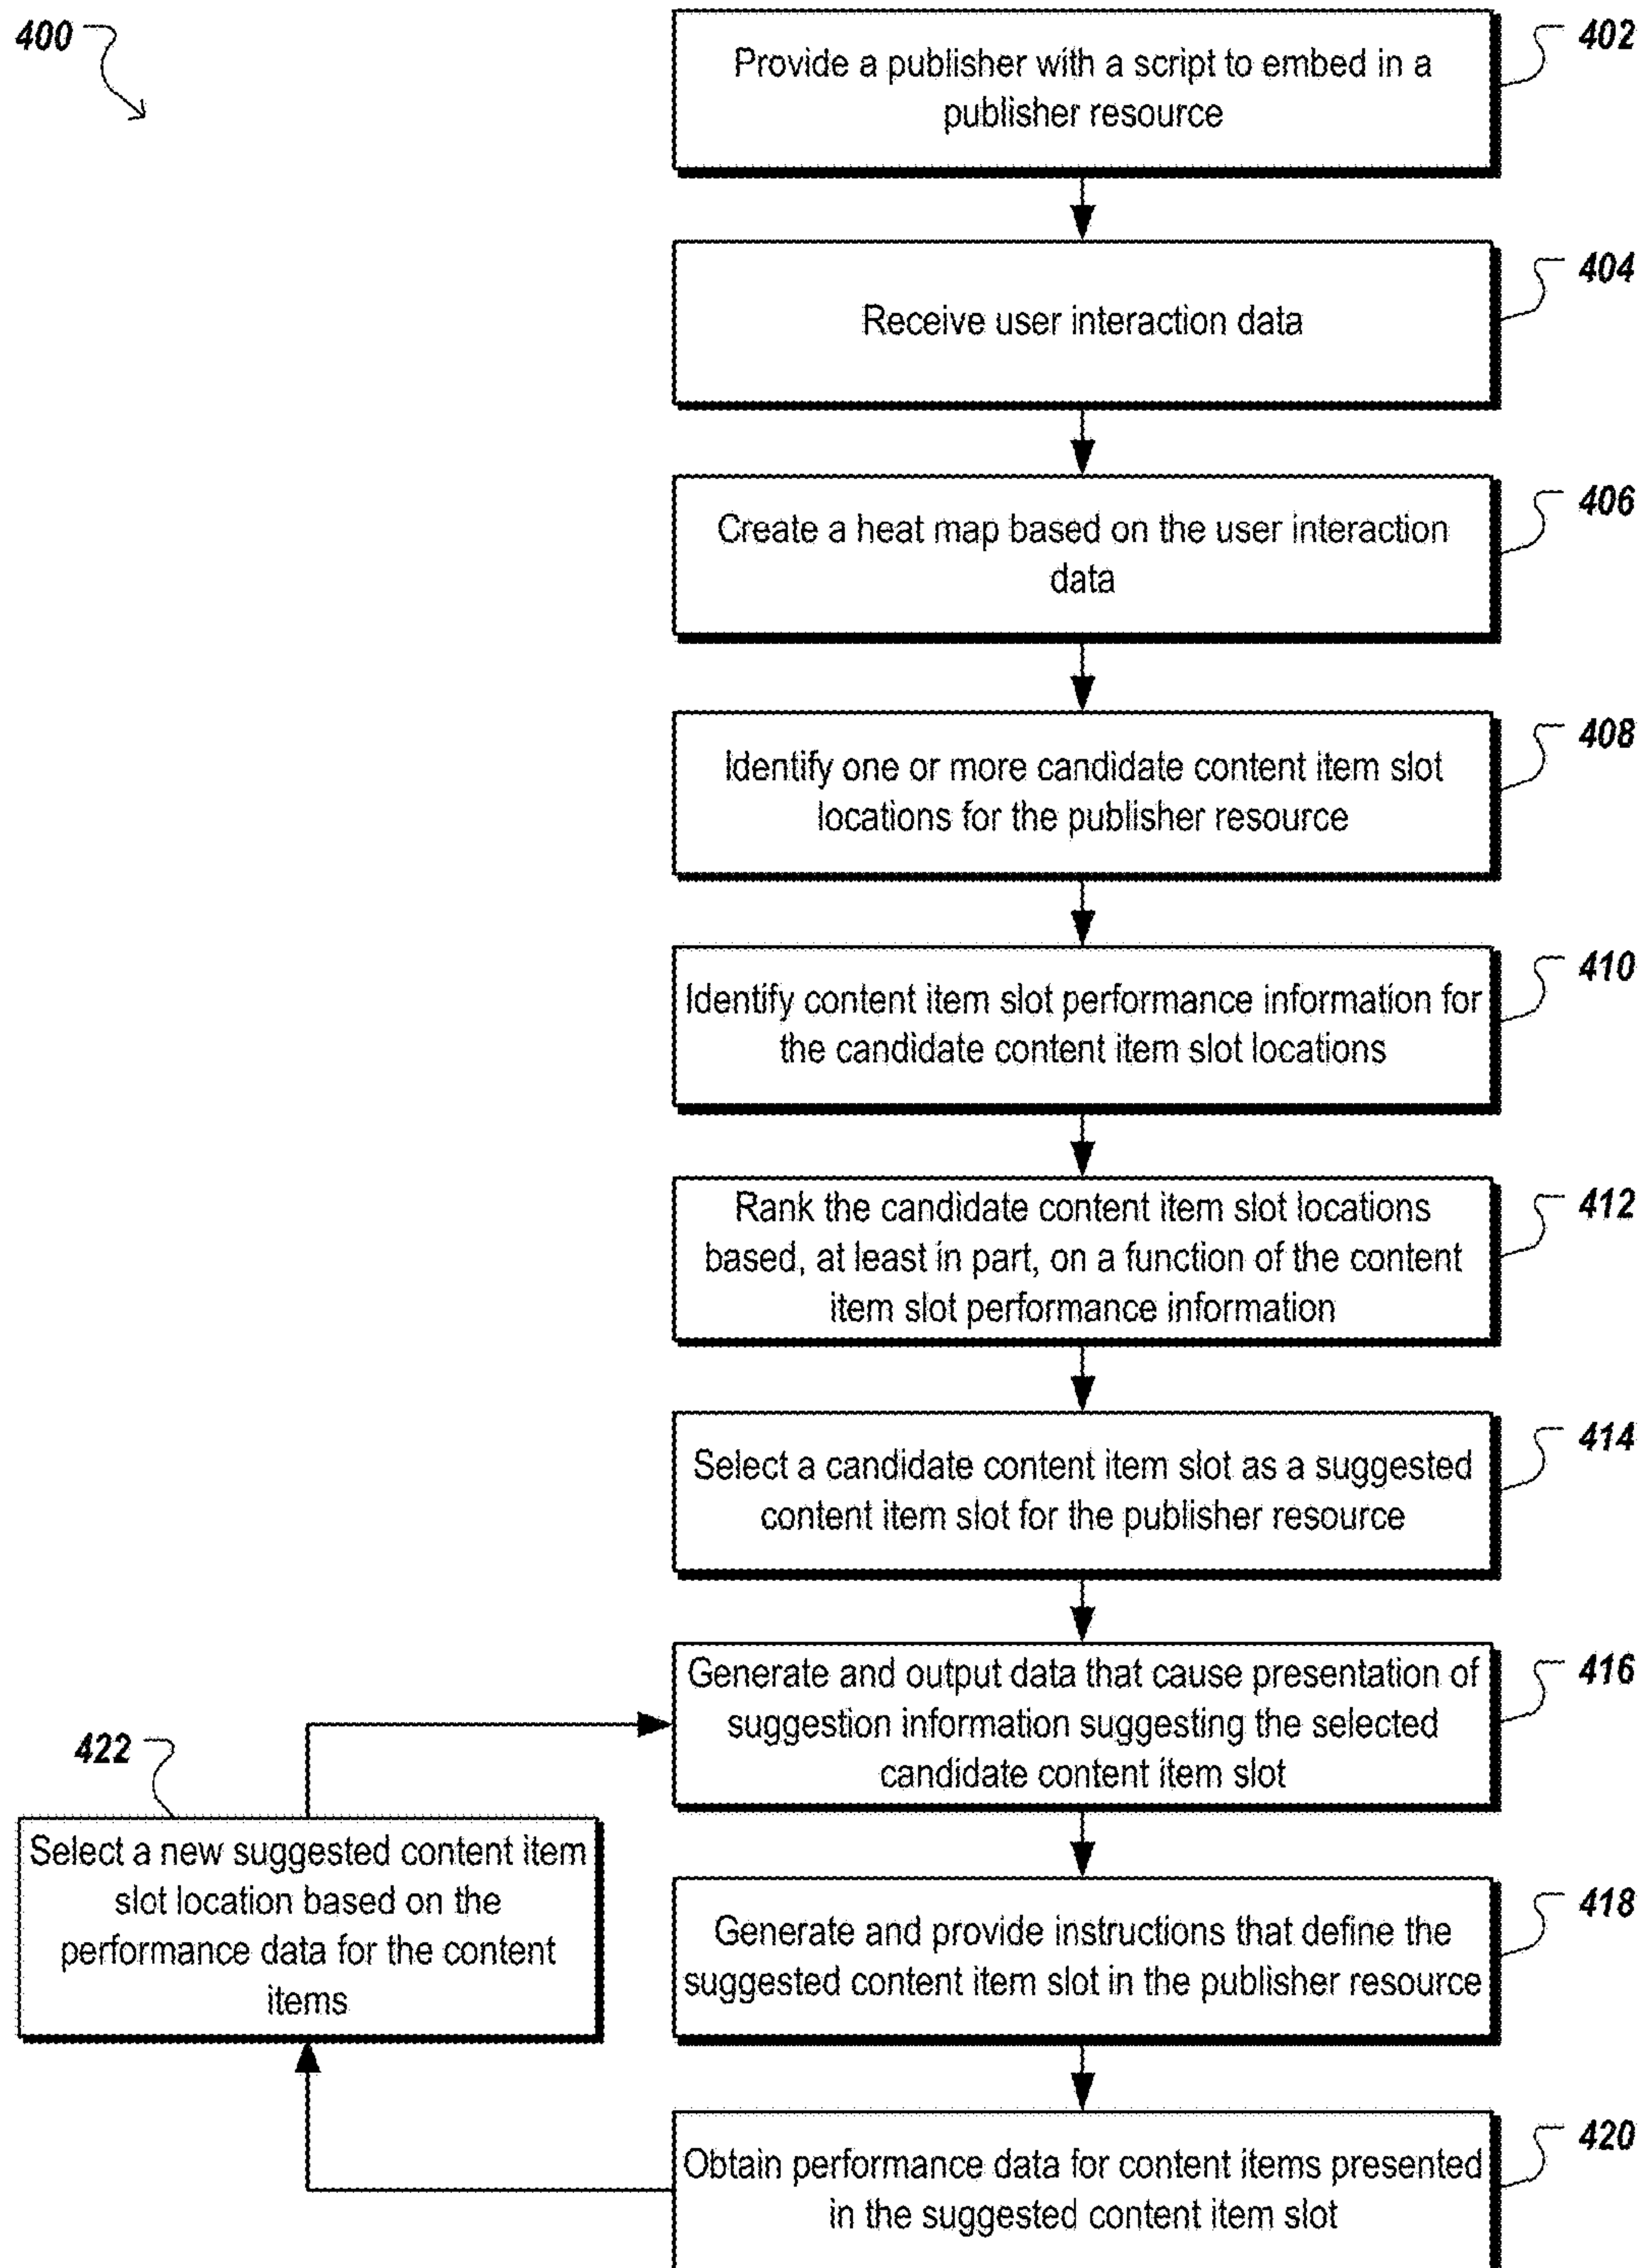 400
402
Provide a publisher with a script to embed in a
publisher resource
404
Receive user interaction data
406
Create a heat map based on the user interaction
data
408
Identify one or more candidate content item slot
locations for the publisher resource
410
Identify content item slot performance information for
the candidate content item slot locations
412
Rank the candidate content item slot locations
based, at least in part, on a function of the content
item slot performance information
414
Select a candidate content item slot as a suggested
content item slot for the publisher resource
416
Generate and output data that cause presentation of
suggestion information suggesting the selected
candidate content item slot
422
Select a new suggested content item
slot location based on the
performance data for the content
items
418
Generate and provide instructions that define the
suggested content item slot in the publisher resource
420
Obtain performance data for content items presented
in the suggested content item slot